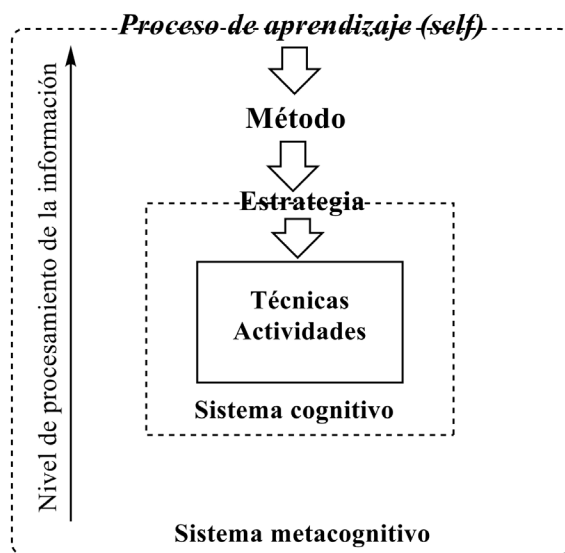 Proceso de aprendizaje (self)
Método
Estrategia
Técnicas
Actividades
Sistema cognitivo
Sistema metacognitivo
Nivel de procesamiento de la información